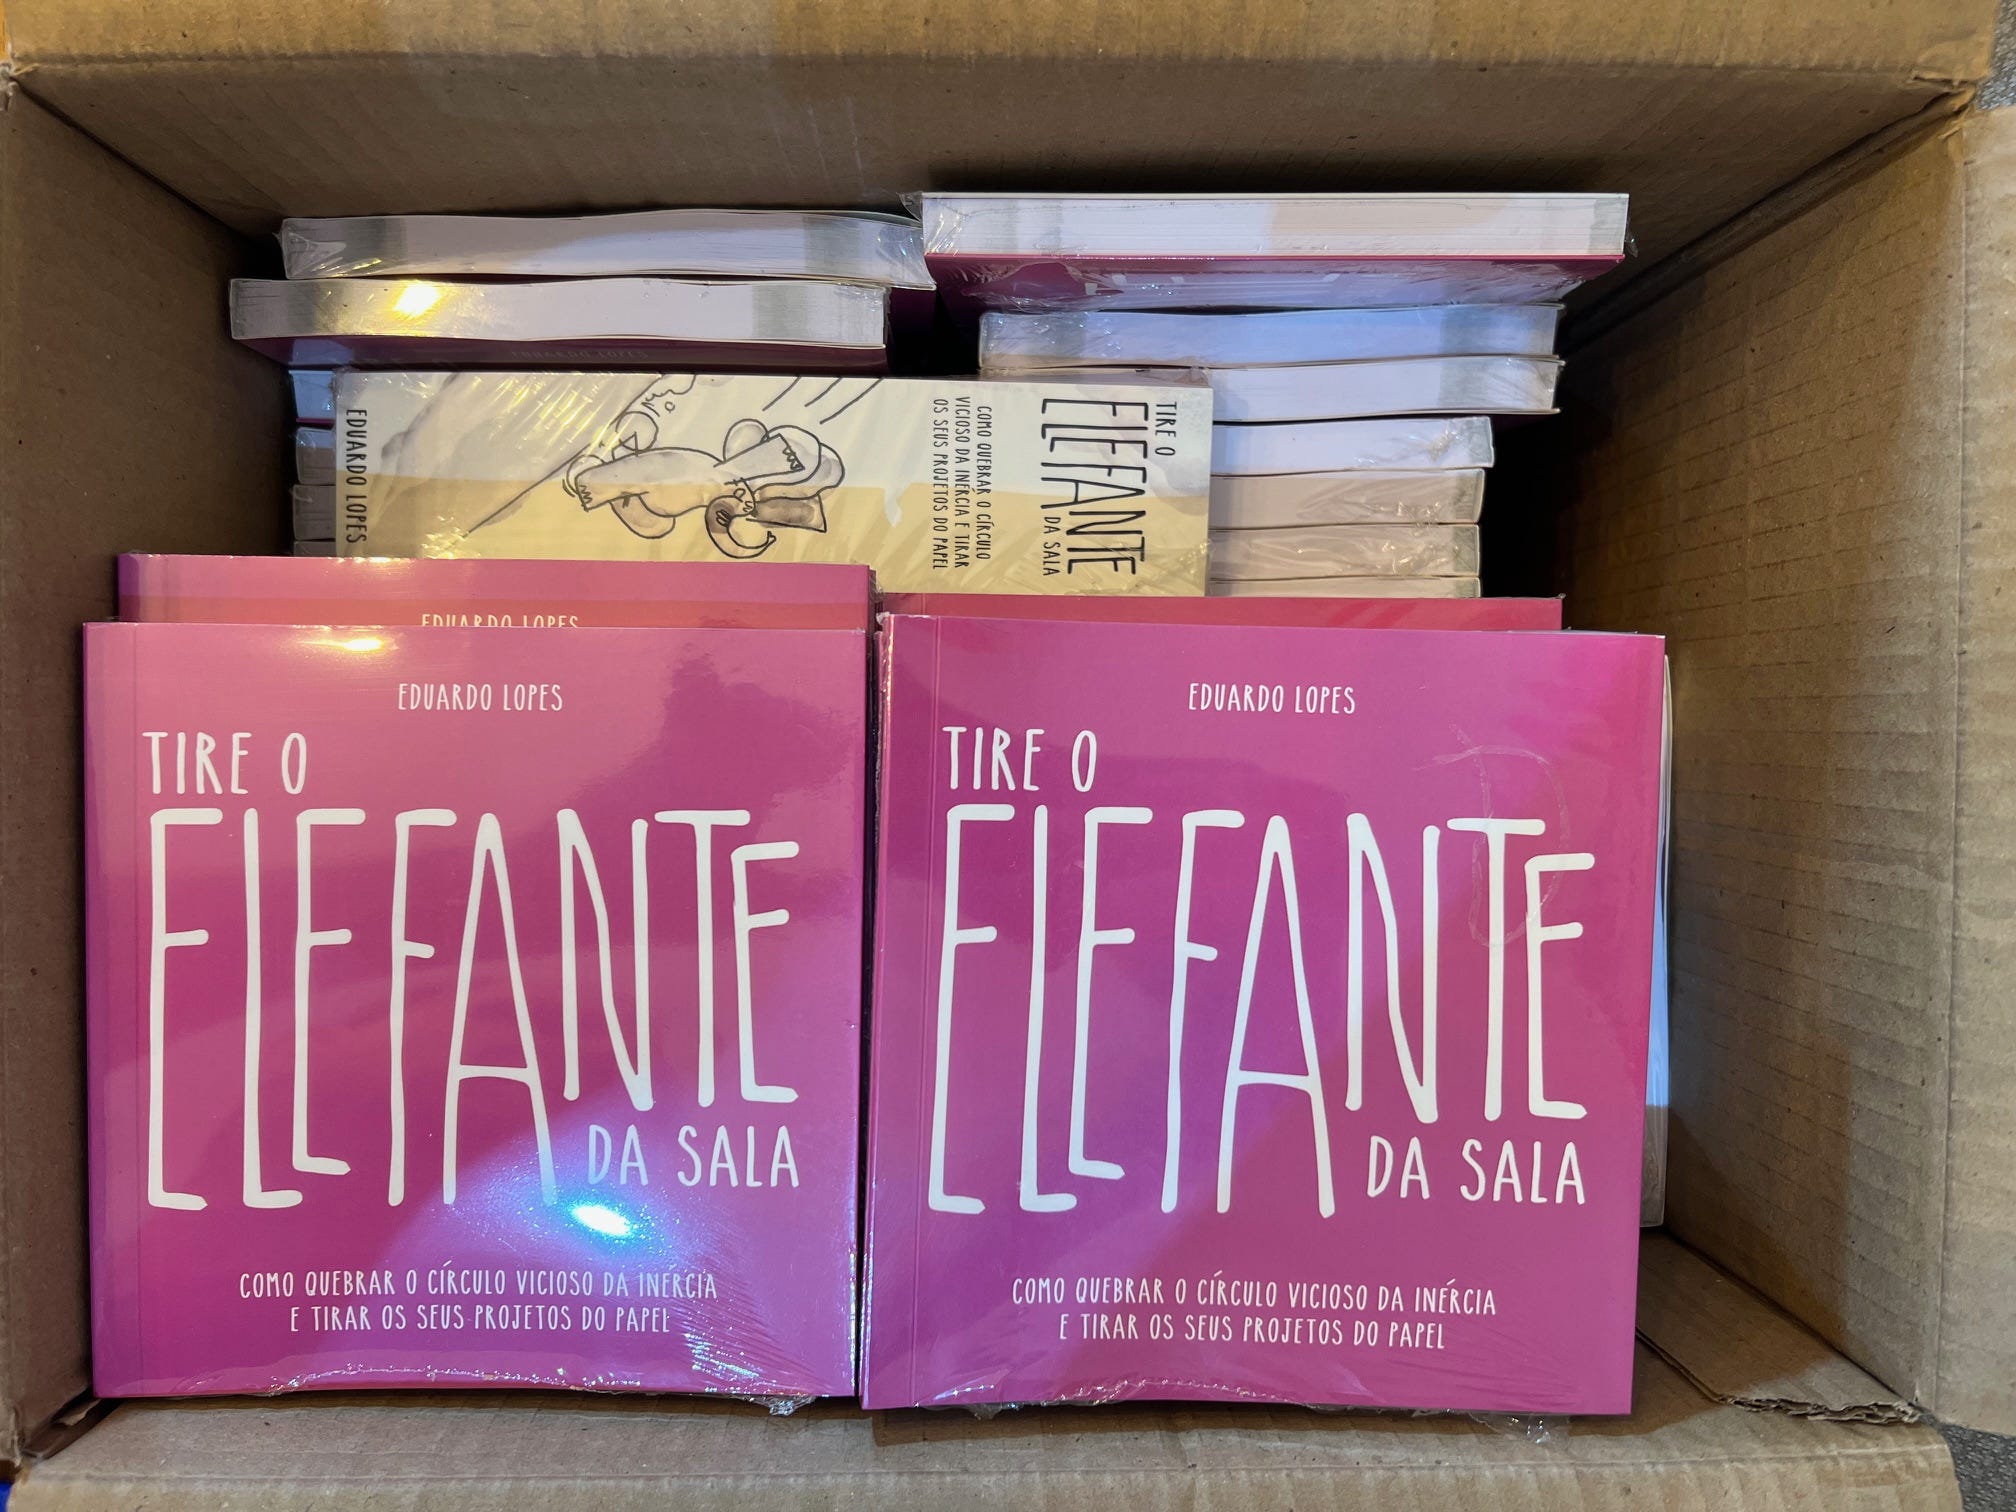 EDUARDO LOPES
EDUARDO LOPES
TIRE O
ELEFANTE
DA SALA
COMO QUEBRAR O CÍRCULO
VICIOSO DA INÉRCIA E TIRAR
OS SEUS PROJETOS DO PAPEL
EDUARDO LOPES
EDUARDO LOPES
TIRE O
ELEFANTE
DA SALA
COMO QUEBRAR O CÍRCULO VICIOSO DA INÉRCIA
E TIRAR OS SEUS PROJETOS DO PAPEL
EDUARDO LOPES
TIRE O
ELEFANTE
DA SALA
COMO QUEBRAR O CÍRCULO VICIOSO DA INÉRCIA
E TIRAR OS SEUS PROJETOS DO PAPEL